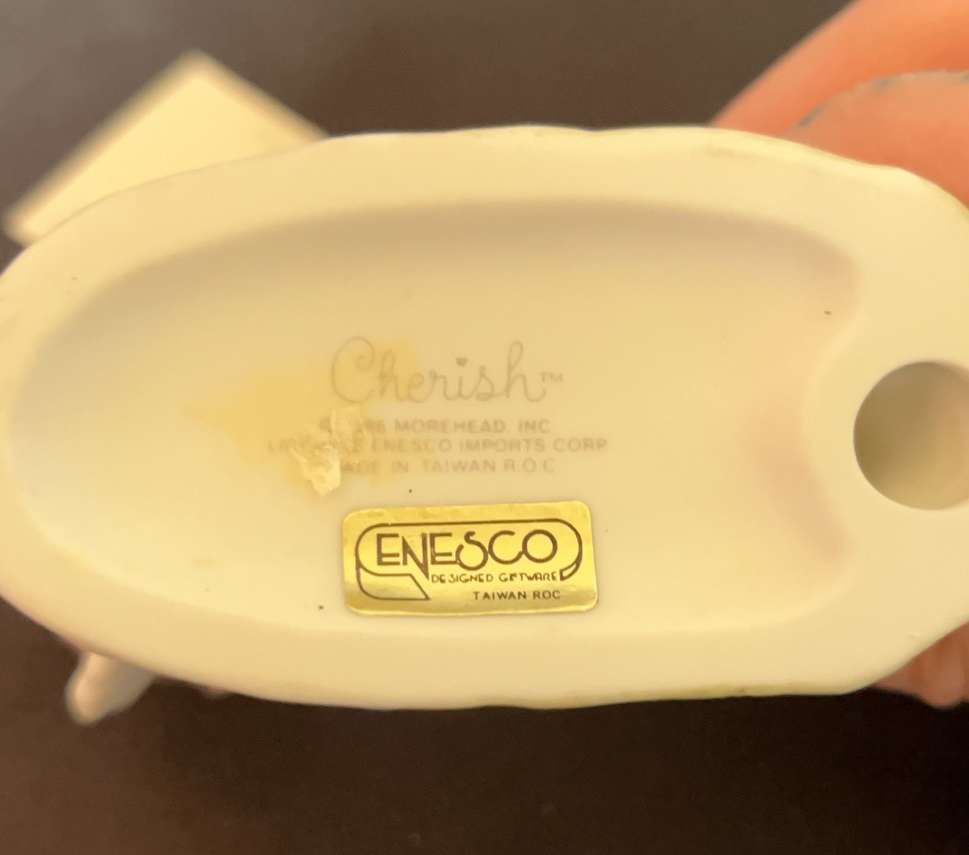 Cherish™
MOREHEAD, INC.
ENESCO IMPORTS CORP.
IN TAIWAN R.O.C.
ENESCO
DESIGNED GIFTWARE
TAIWAN ROC